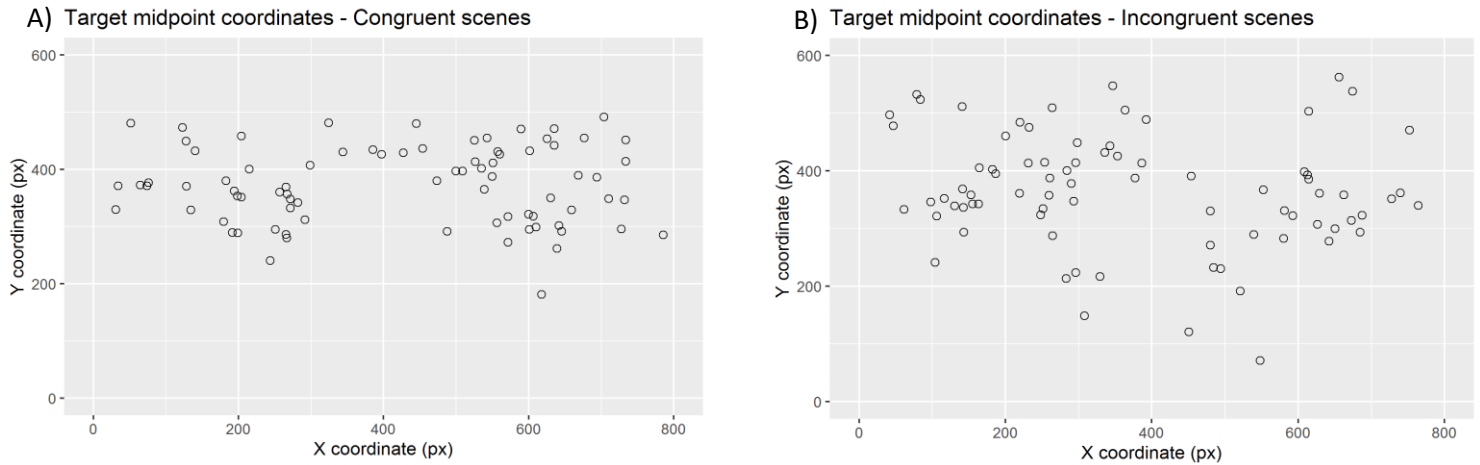 A) Target midpoint coordinates - Congruent scenes
Y coordinate (px)
600
400
200
0
0 200 400 600 800
X coordinate (px)
B) Target midpoint coordinates - Incongruent scenes
Y coordinate (px)
600
400
200
0
0 200 400 600 800
X coordinate (px)